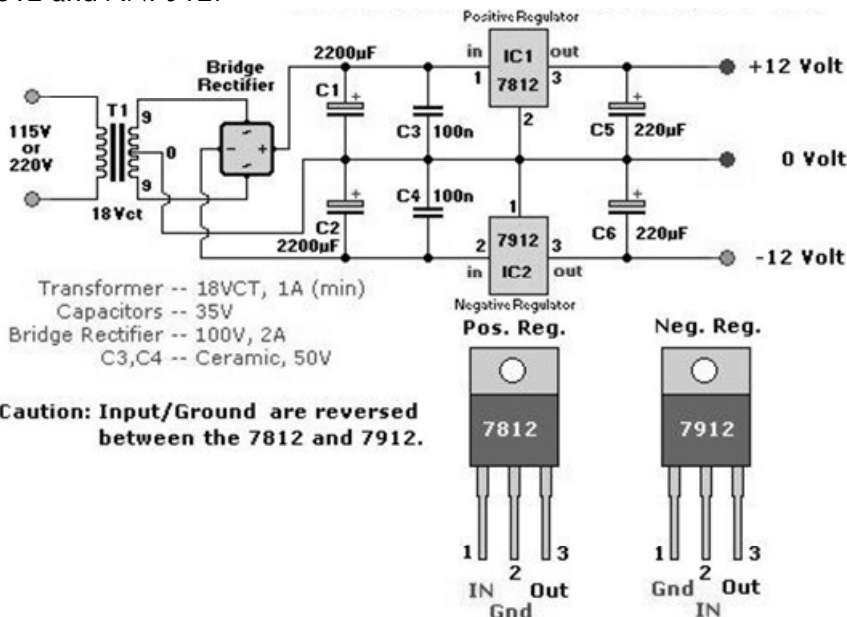 Positive Regulator
2200µF
in IC1 out
1 7812 3
2
+12 Volt
Bridge
Rectifier
C1
+
C3 100n
C5
+
220µF
T1
9
0
9
115V
or
220V
18Vct
- +
0 Volt
C4 100n
C2
+
2200µF
1
2 7912 3
in IC2 out
C6
+
220µF
-12 Volt
Negative Regulator
Transformer -- 18VCT, 1A (min)
Capacitors -- 35V
Bridge Rectifier -- 100V, 2A
C3,C4 -- Ceramic, 50V
Caution: Input/Ground are reversed
between the 7812 and 7912.
Pos. Reg.
7812
1 2 3
IN Gnd Out
Neg. Reg.
7912
1 2 3
Gnd IN Out